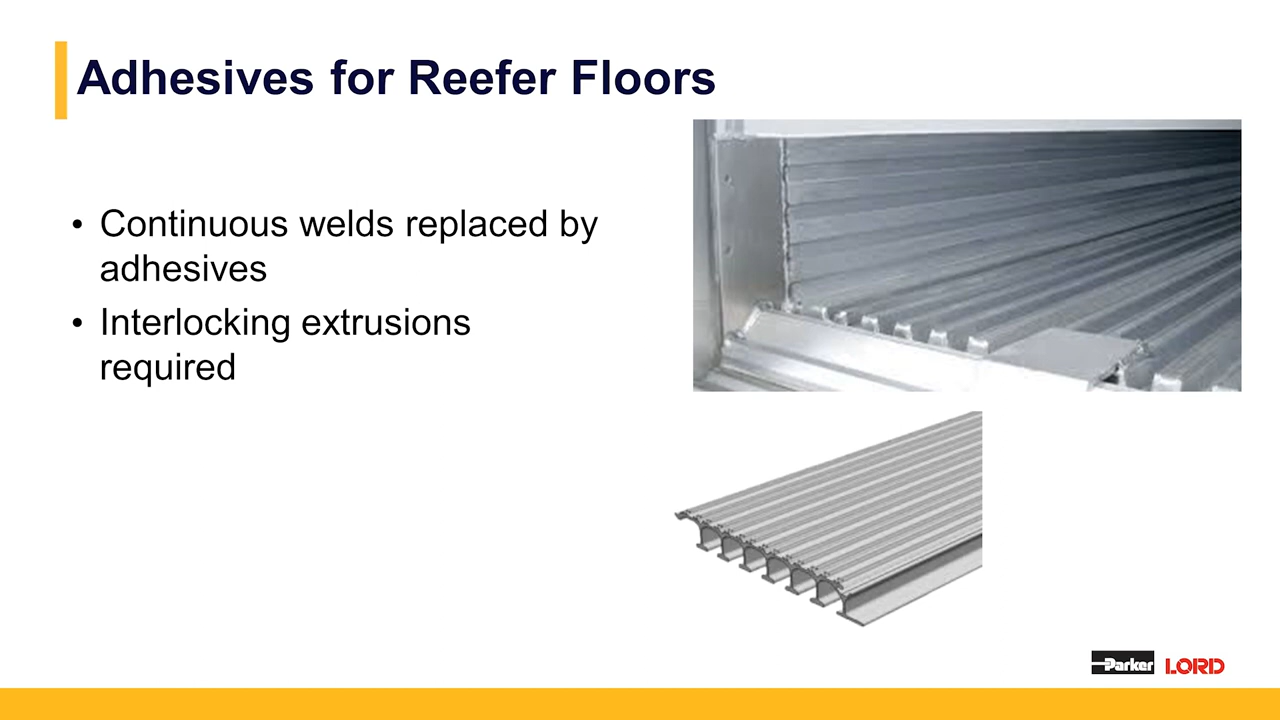 Adhesives for Reefer Floors
• Continuous welds replaced by
adhesives
• Interlocking extrusions
required
Parker LORD